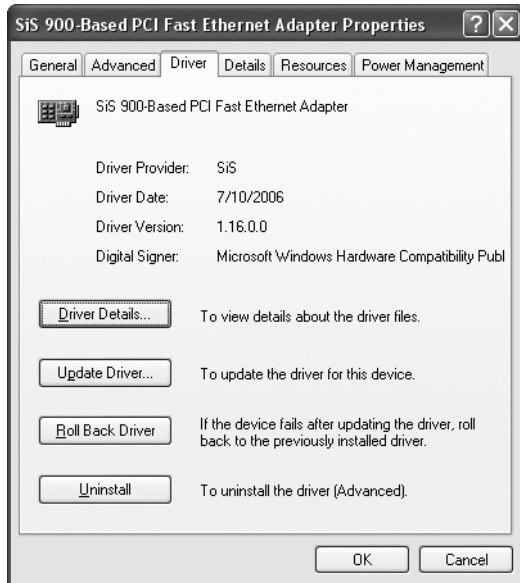 SiS 900-Based PCI Fast Ethernet Adapter Properties
General Advanced Driver Details Resources Power Management
SiS 900-Based PCI Fast Ethernet Adapter
Driver Provider: SiS
Driver Date: 7/10/2006
Driver Version: 1.16.0.0
Digital Signer: Microsoft Windows Hardware Compatibility Publ
Driver Details... To view details about the driver files.
Update Driver... To update the driver for this device.
Roll Back Driver If the device fails after updating the driver, roll
back to the previously installed driver.
Uninstall To uninstall the driver (Advanced).
OK Cancel